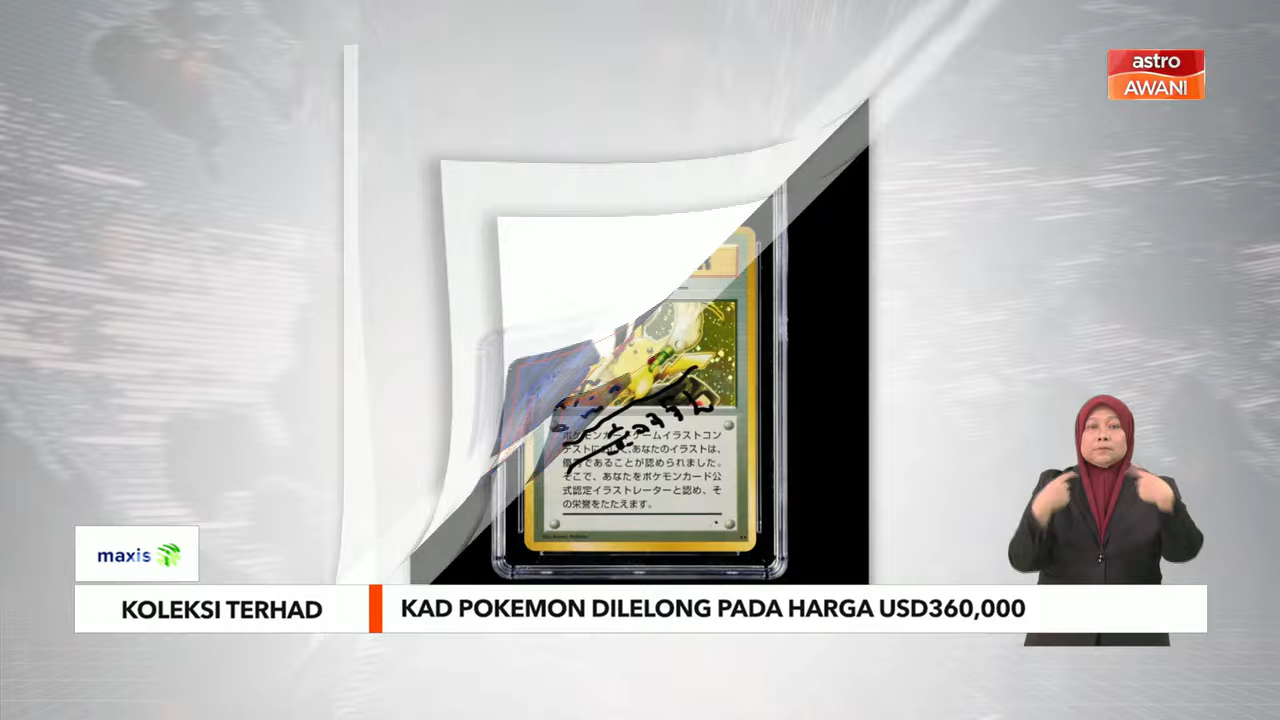 astro
AWANI
ポケモンカードゲームイラストコン
テストにおいて、あなたのイラストは、
優秀であることが認められました。
そこで、あなたをポケモンカード公
式認定イラストレーターと認め、そ
の栄誉をたたえます。
maxis
KOLEKSI TERHAD
KAD POKEMON DILELONG PADA HARGA USD360,000